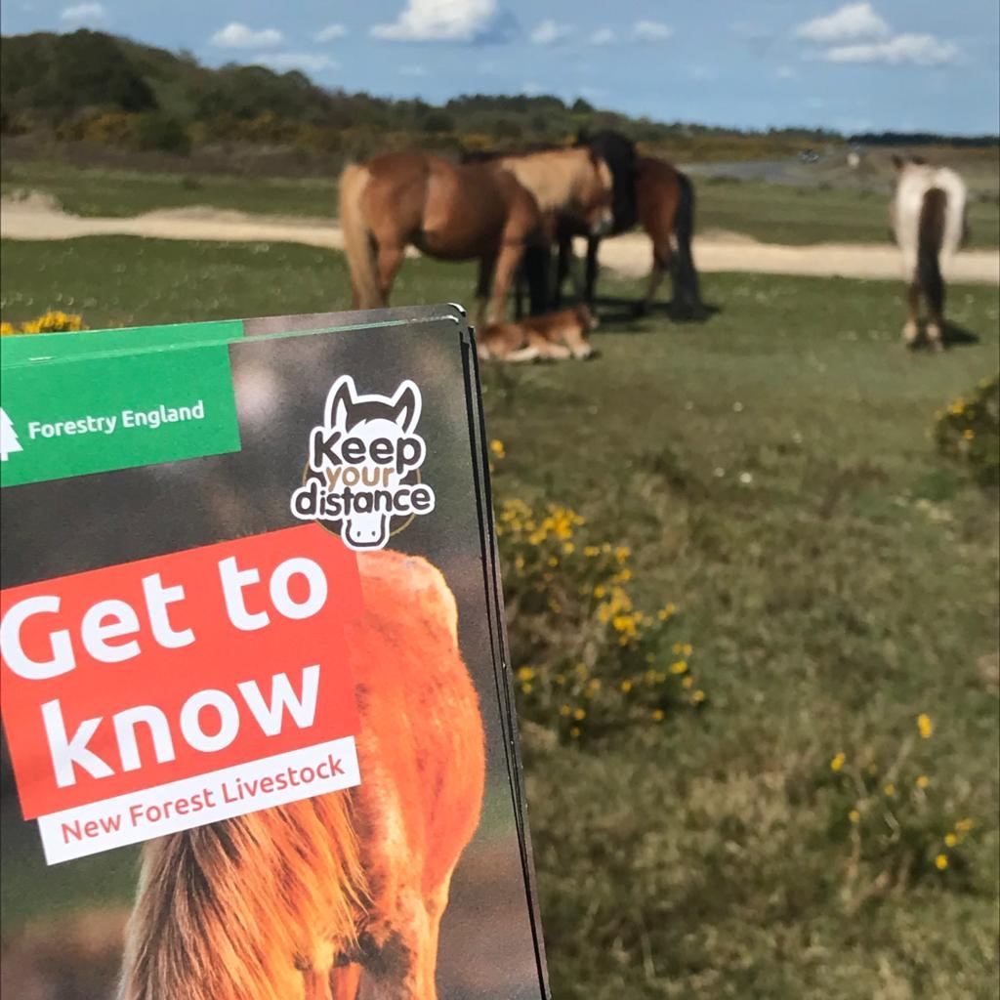 Forestry England
Keep
your
distance
Get to
know
New Forest Livestock